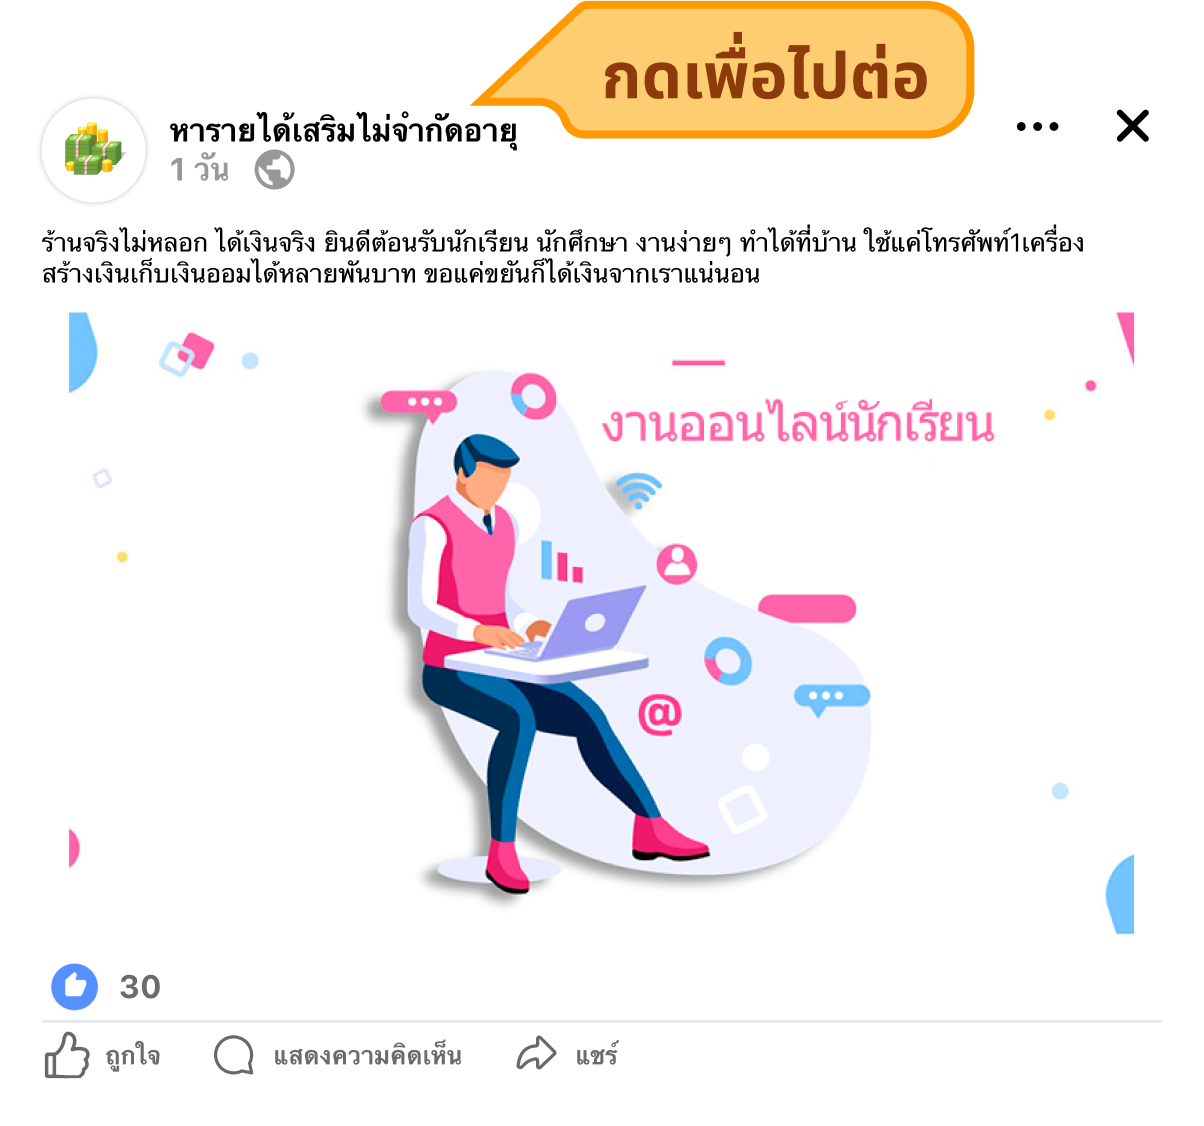 กดเพื่อไปต่อ
หารายได้เสริมไม่จำกัดอายุ
1 วัน
ร้านจริงไม่หลอก ได้เงินจริง ยินดีต้อนรับนักเรียน นักศึกษา งานง่ายๆ ทำได้ที่บ้าน ใช้แค่โทรศัพท์1เครื่อง
สร้างเงินเก็บเงินออมได้หลายพันบาท ขอแค่ขยันก็ได้เงินจากเราแน่นอน
งานออนไลน์นักเรียน
@
30
ถูกใจ แสดงความคิดเห็น แชร์